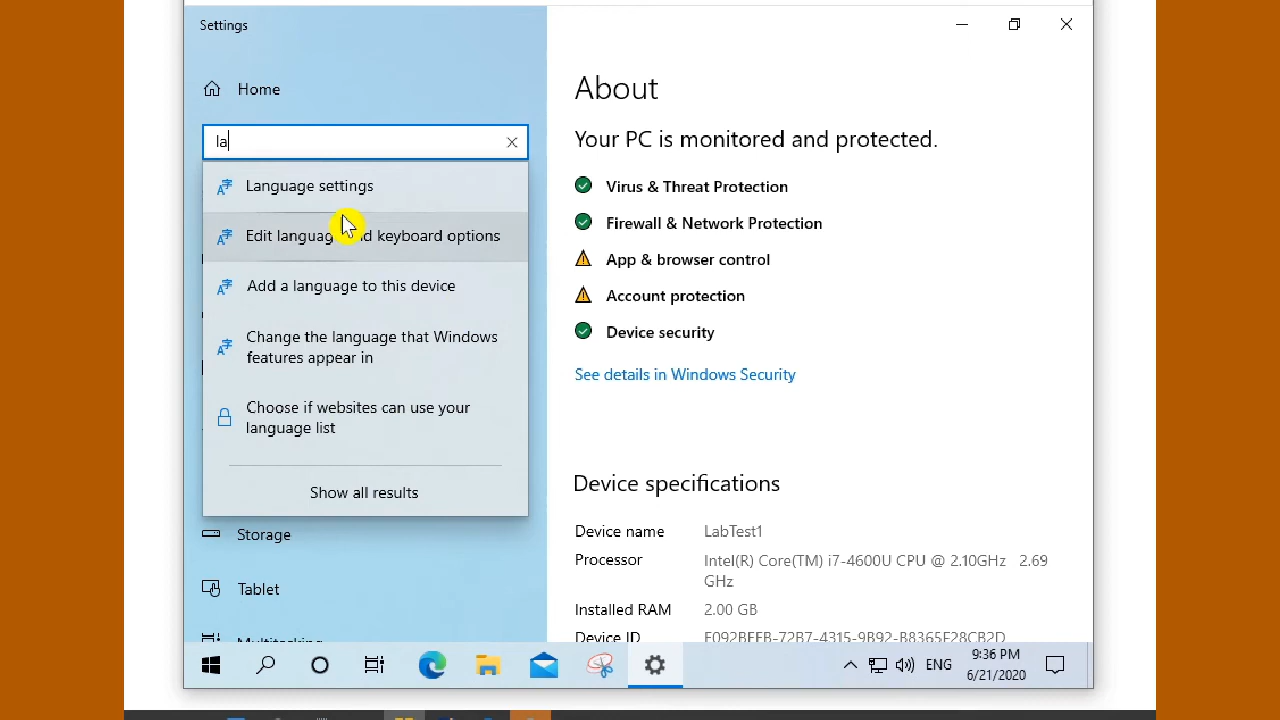 Settings
Home
la
Language settings
Edit language and keyboard options
Add a language to this device
Change the language that Windows
features appear in
Choose if websites can use your
language list
Show all results
Storage
Tablet
Multitasking
About
Your PC is monitored and protected.
Virus & Threat Protection
Firewall & Network Protection
App & browser control
Account protection
Device security
See details in Windows Security
Device specifications
Device name LabTest1
Processor Intel(R) Core(TM) i7-4600U CPU @ 2.10GHz 2.69
GHz
Installed RAM 2.00 GB
Device ID F092BFFB-72B7-4315-9B92-B8365F28CB2D
ENG
9:36 PM
6/21/2020